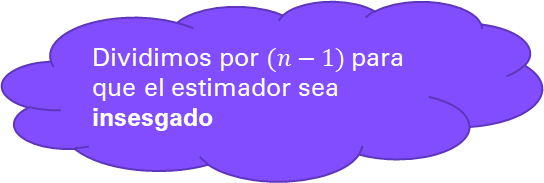 Dividimos por (n − 1) para
que el estimador sea
insesgado